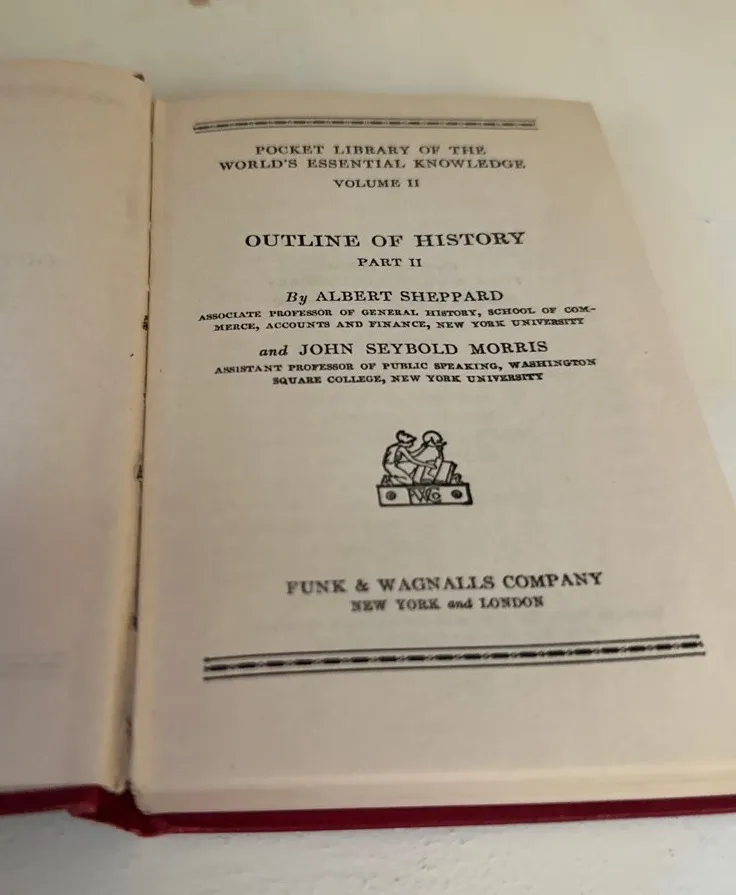 POCKET LIBRARY OF THE
WORLD'S ESSENTIAL KNOWLEDGE
VOLUME II
OUTLINE OF HISTORY
PART II
By ALBERT SHEPPARD
ASSOCIATE PROFESSOR OF GENERAL HISTORY, SCHOOL OF COM-
MERCE, ACCOUNTS AND FINANCE, NEW YORK UNIVERSITY
and JOHN SEYBOLD MORRIS
ASSISTANT PROFESSOR OF PUBLIC SPEAKING, WASHINGTON
SQUARE COLLEGE, NEW YORK UNIVERSITY
FUNK & WAGNALLS COMPANY
NEW YORK and LONDON